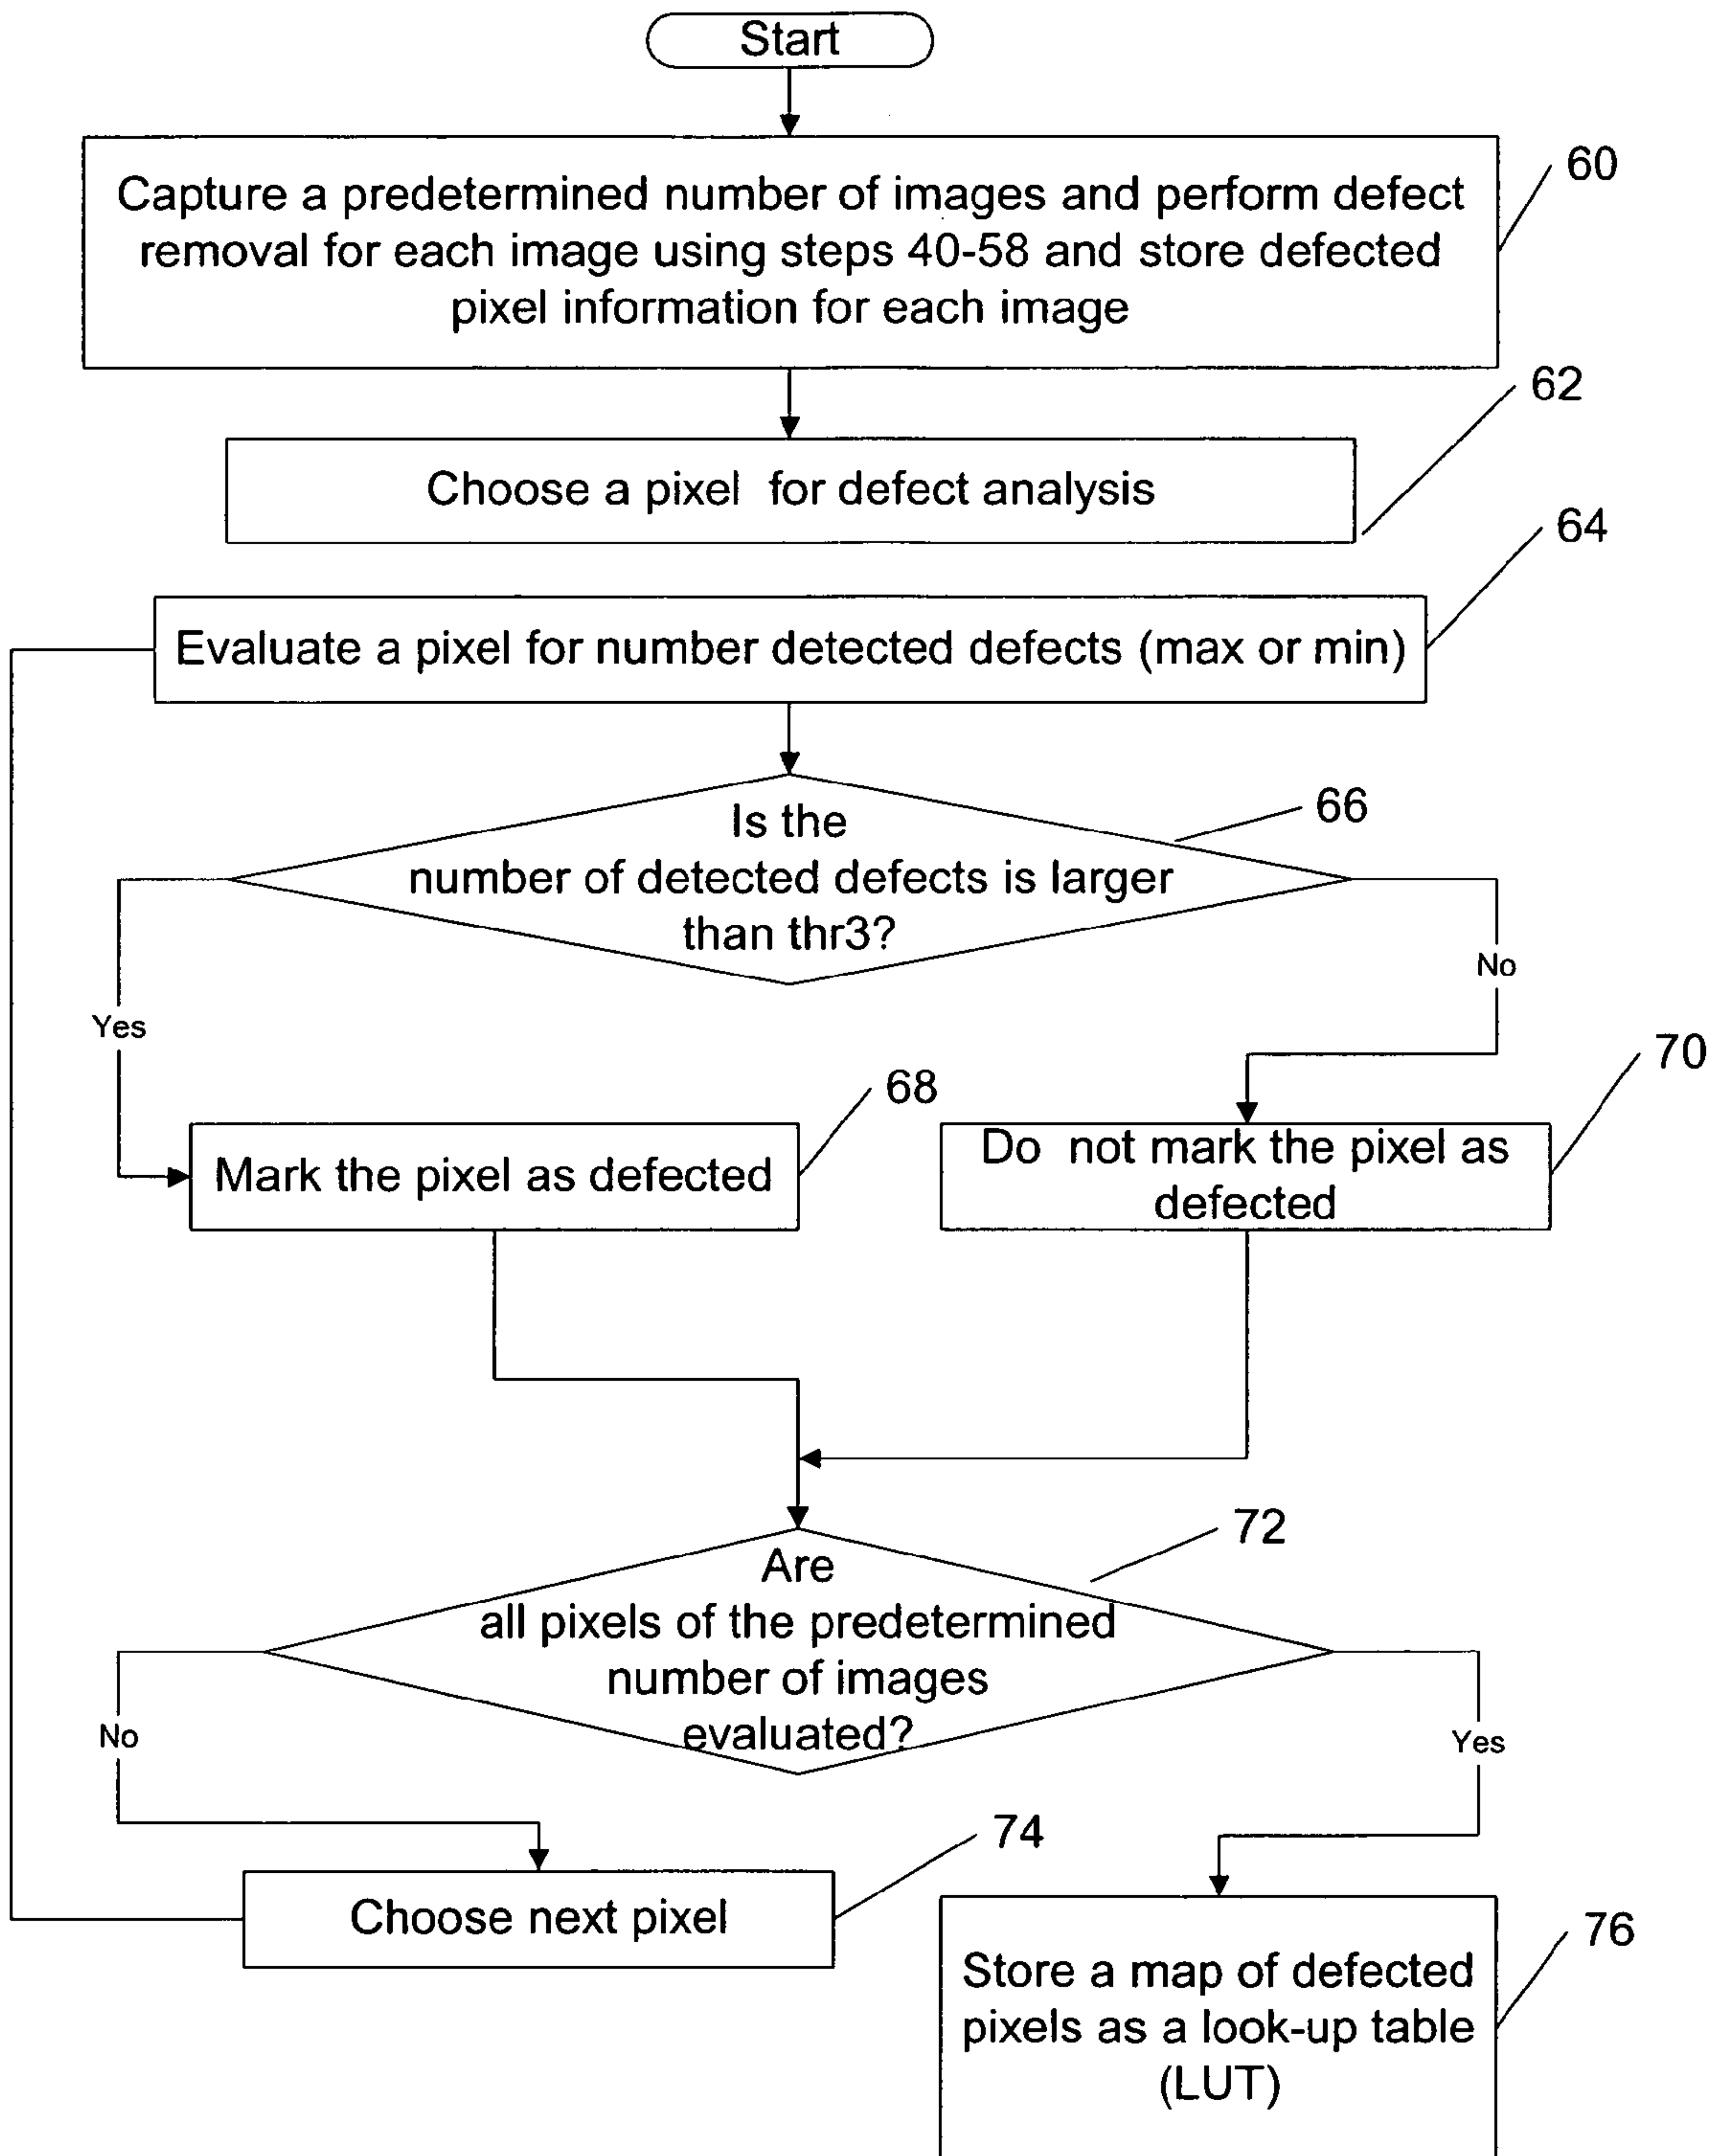 Start
60
Capture a predetermined number of images and perform defect
removal for each image using steps 40-58 and store defected
pixel information for each image
62
Choose a pixel for defect analysis
64
Evaluate a pixel for number detected defects (max or min)
66
Is the
number of detected defects is larger
than thr3?
No
Yes
70
68
Do not mark the pixel as
defected
Mark the pixel as defected
72
Are
all pixels of the predetermined
number of images
evaluated?
No
Yes
74
Choose next pixel
76
Store a map of defected
pixels as a look-up table
(LUT)